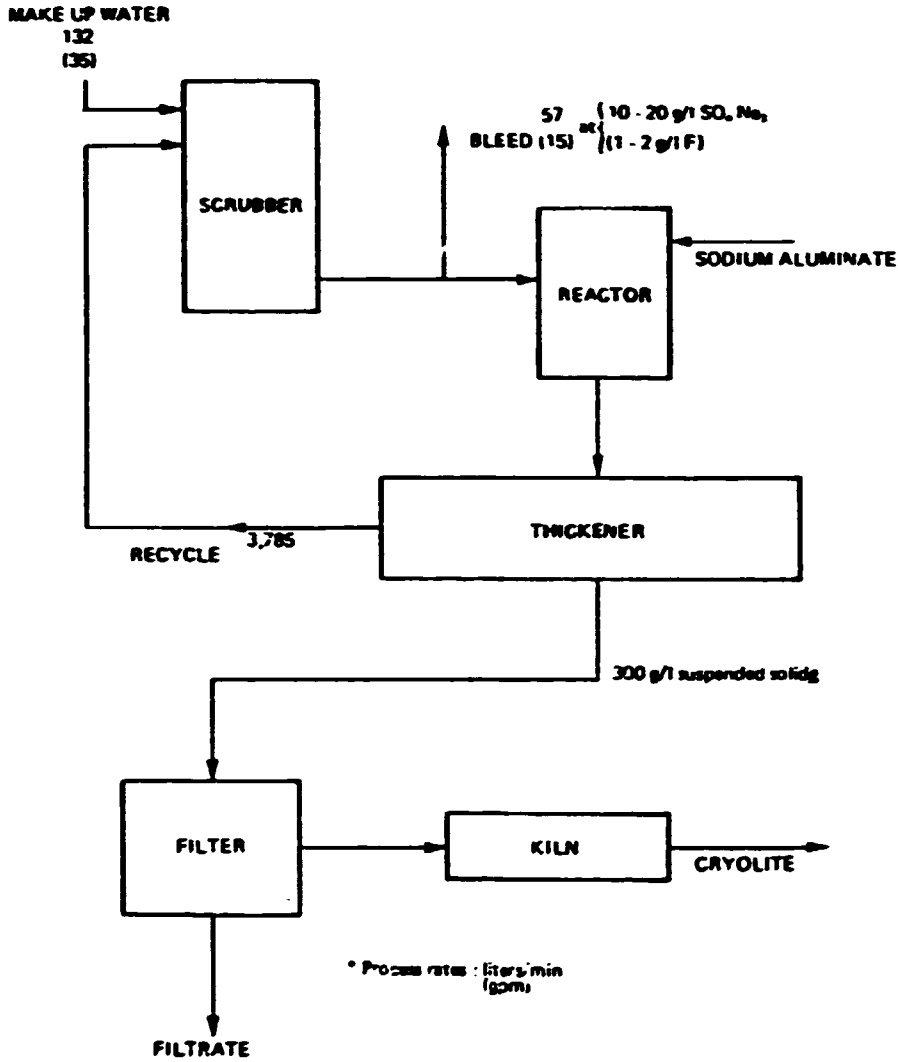 MAKE UP WATER
132
(35)
57 at (10 - 20 g/l SO₄ Na₂
BLEED (15) (1 - 2 g/l F)
SCRUBBER
SODIUM ALUMINATE
REACTOR
THICKENER
3,785
RECYCLE
300 g/l suspended solids
FILTER
KILN
CRYOLITE
* Process rates : liters/min
(gpm)
FILTRATE